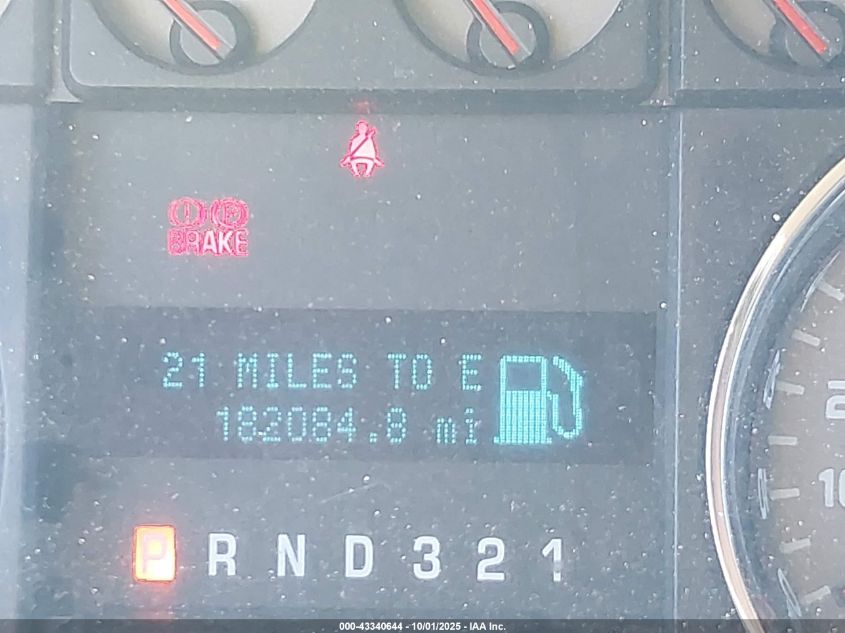 BRAKE
21 MILES TO E
182084.8 mi
P R N D 3 2 1
000-43340644 - 10/01/2025 - IAA Inc.